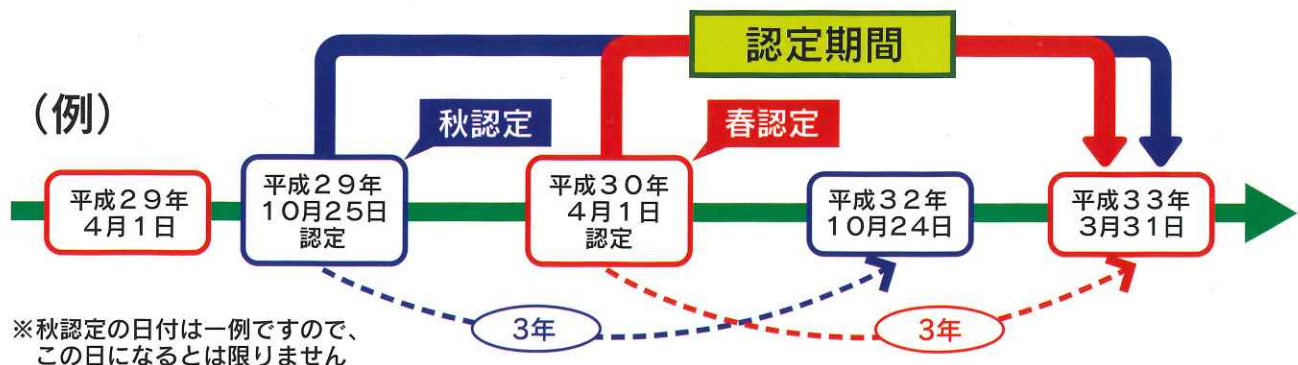 認定期間
（例）
秋認定
春認定
平成２９年
４月１日
平成２９年
１０月２５日
認定
平成３０年
４月１日
認定
平成３２年
１０月２４日
平成３３年
３月３１日
3年
3年
※秋認定の日付は一例ですので、
この日になるとは限りません